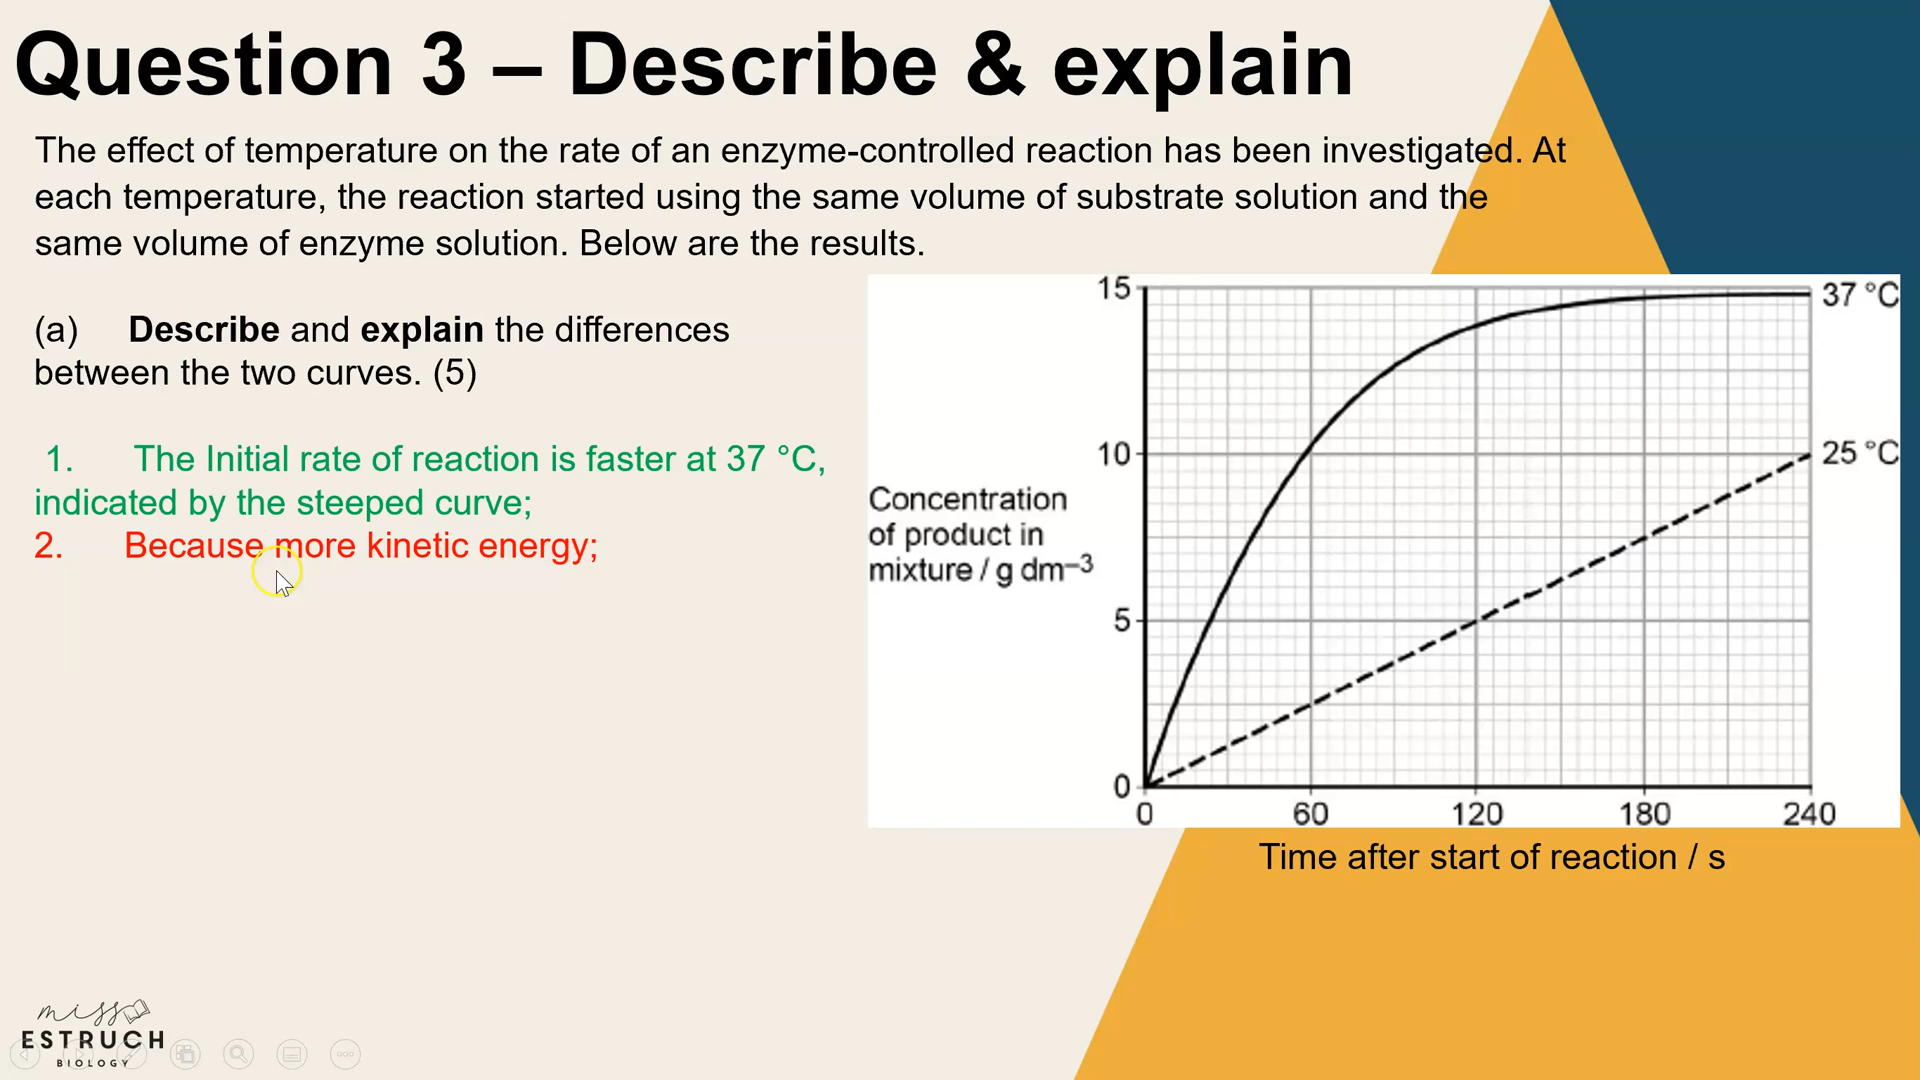 Question 3 – Describe & explain
The effect of temperature on the rate of an enzyme-controlled reaction has been investigated. At
each temperature, the reaction started using the same volume of substrate solution and the
same volume of enzyme solution. Below are the results.
(a) Describe and explain the differences
between the two curves. (5)
1. The Initial rate of reaction is faster at 37 °C,
indicated by the steeped curve;
2. Because more kinetic energy;
15
10
5
0
37 °C
25 °C
Concentration
of product in
mixture / g dm⁻³
0 60 120 180 240
Time after start of reaction / s
miss
ESTRUCH
BIOLOGY